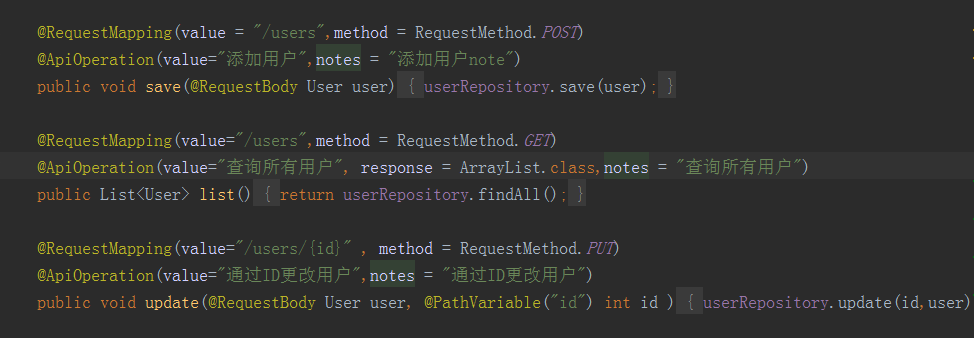 @RequestMapping(value = "/users",method = RequestMethod.POST)
@ApiOperation(value="添加用户",notes = "添加用户note")
public void save(@RequestBody User user) { userRepository.save(user); }
@RequestMapping(value="/users",method = RequestMethod.GET)
@ApiOperation(value="查询所有用户", response = ArrayList.class,notes = "查询所有用户")
public List<User> list() { return userRepository.findAll(); }
@RequestMapping(value="/users/{id}" , method = RequestMethod.PUT)
@ApiOperation(value="通过ID更改用户",notes = "通过ID更改用户")
public void update(@RequestBody User user, @PathVariable("id") int id ) { userRepository.update(id,user)